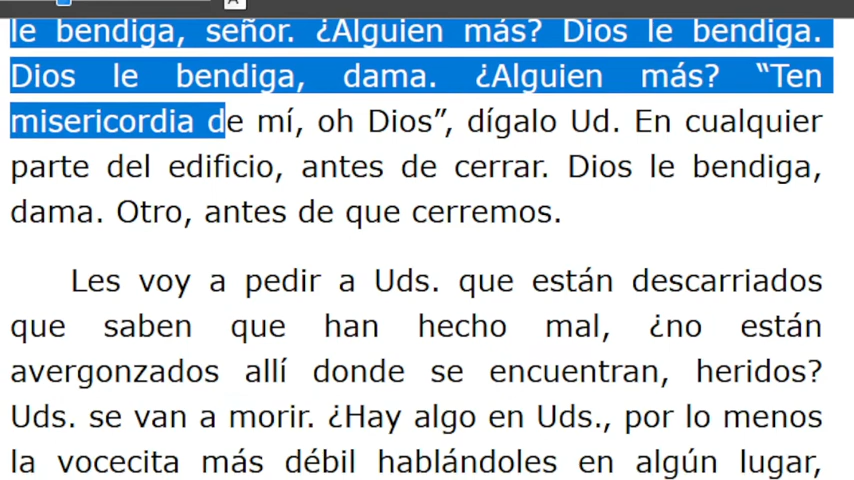 le bendiga, señor. ¿Alguien más? Dios le bendiga.
Dios le bendiga, dama. ¿Alguien más? “Ten
misericordia de mí, oh Dios”, dígalo Ud. En cualquier
parte del edificio, antes de cerrar. Dios le bendiga,
dama. Otro, antes de que cerremos.
Les voy a pedir a Uds. que están descarriados
que saben que han hecho mal, ¿no están
avergonzados allí donde se encuentran, heridos?
Uds. se van a morir. ¿Hay algo en Uds., por lo menos
la vocecita más débil hablándoles en algún lugar,